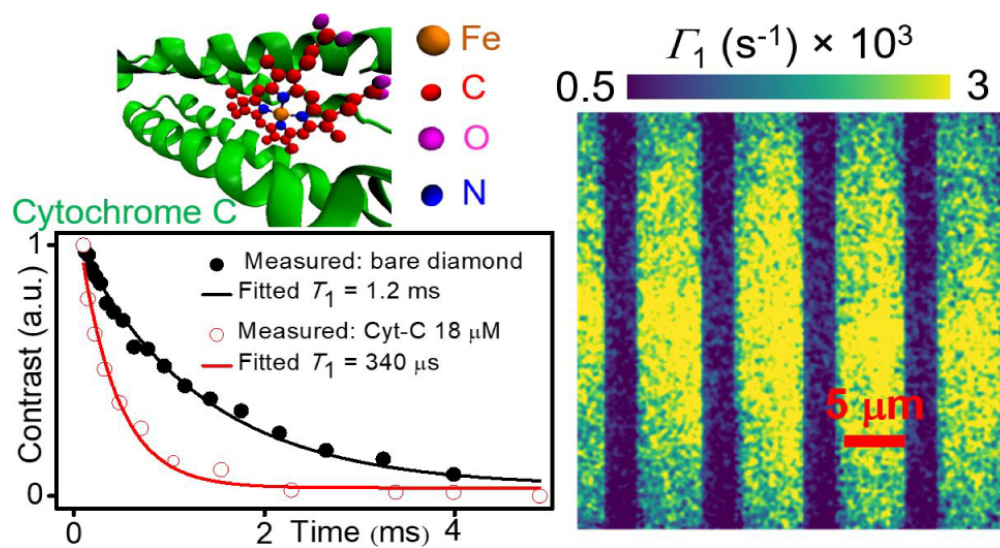 Fe
C
O
N
Cytochrome C
Γ₁ (s⁻¹) × 10³
0.5 3
5 μm
Contrast (a.u.)
1
0
Measured: bare diamond
Fitted T₁ = 1.2 ms
Measured: Cyt-C 18 μM
Fitted T₁ = 340 μs
0 2 4
Time (ms)